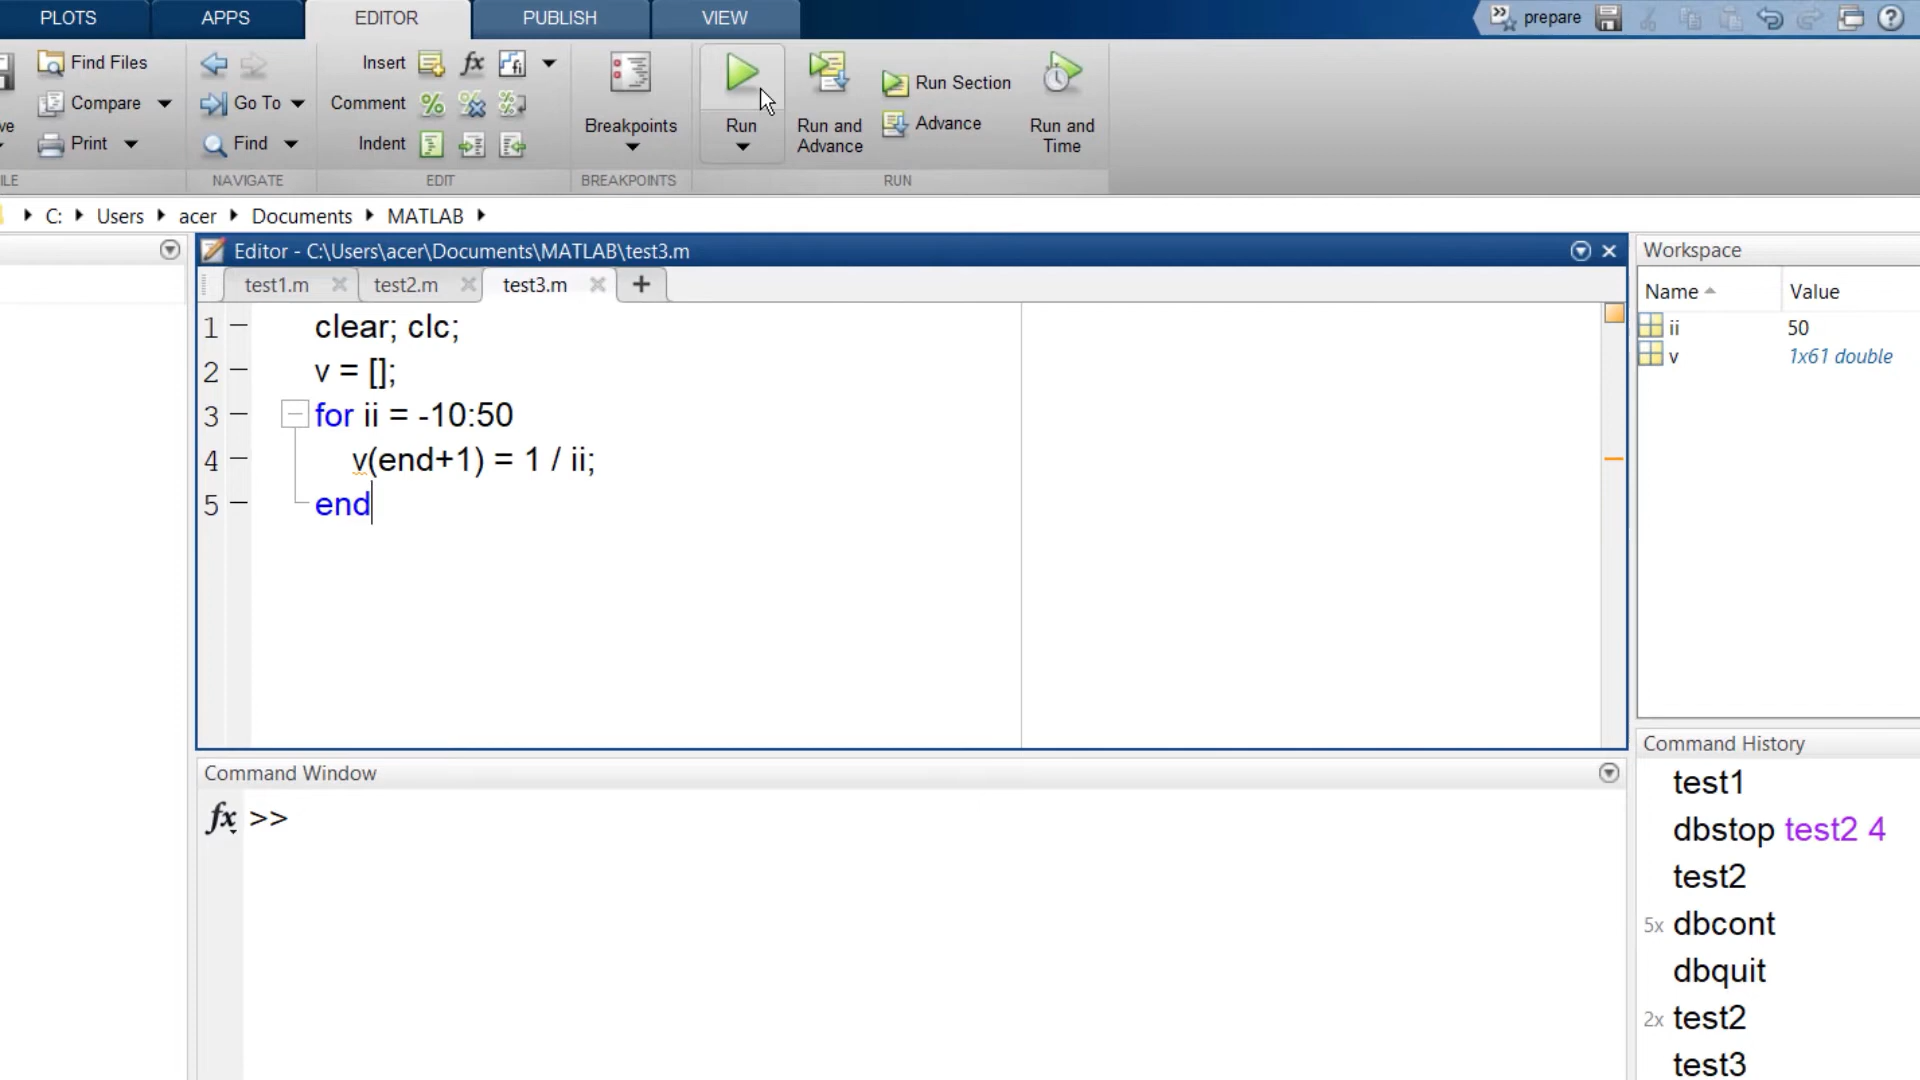 PLOTS APPS EDITOR PUBLISH VIEW prepare
Find Files Insert fx fi Run Section
Compare Go To Comment Breakpoints Run Run and Advance Advance Run and Time
Print Find Indent
NAVIGATE EDIT BREAKPOINTS RUN
C: Users acer Documents MATLAB
Editor - C:\Users\acer\Documents\MATLAB\test3.m
test1.m test2.m test3.m
1 clear; clc;
2 v = [];
3 for ii = -10:50
4 v(end+1) = 1 / ii;
5 end
Workspace
Name Value
ii 50
v 1x61 double
Command Window
fx >>
Command History
test1
dbstop test2 4
test2
5x dbcont
dbquit
2x test2
test3